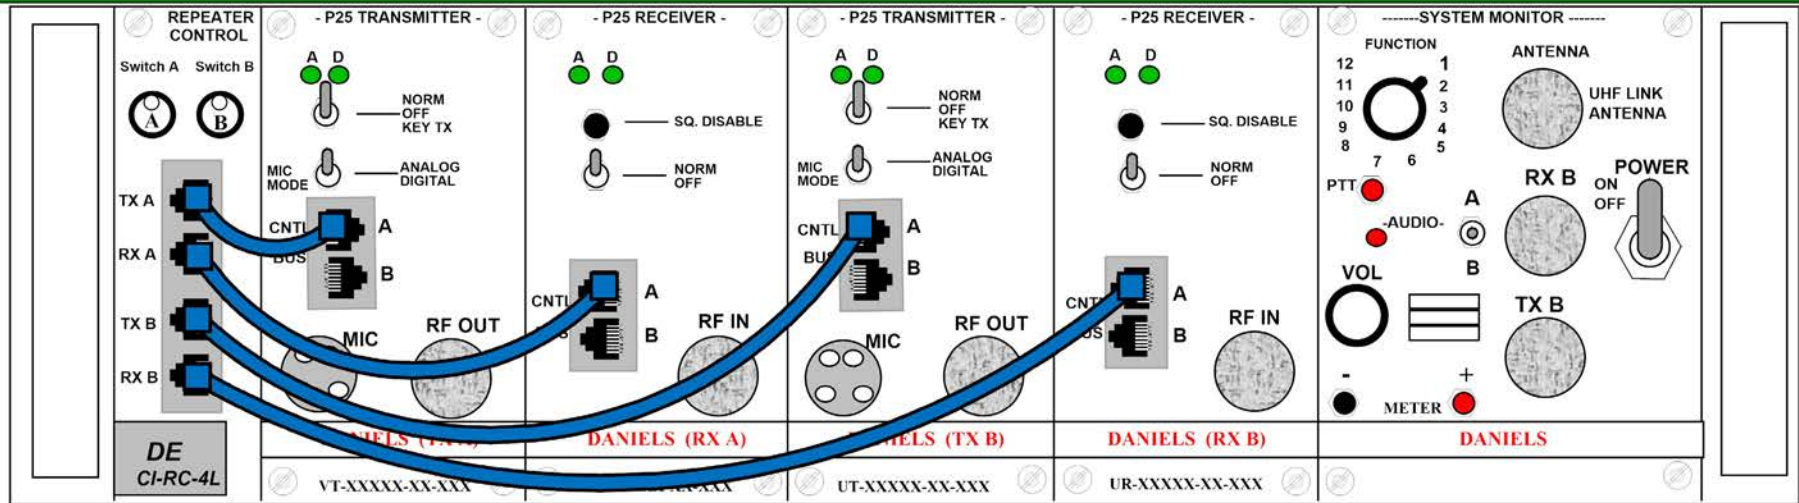 REPEATER
CONTROL
Switch A
Switch B
A
B
TX A
RX A
TX B
RX B
DE
CI-RC-4L
- P25 TRANSMITTER -
A D
NORM
OFF
KEY TX
MIC
MODE
ANALOG
DIGITAL
CNTL
BUS
A
B
MIC
RF OUT
VT-XXXXX-XX-XXX
- P25 RECEIVER -
A D
SQ. DISABLE
NORM
OFF
A
B
RF IN
DANIELS (RX A)
- P25 TRANSMITTER -
A D
NORM
OFF
KEY TX
MIC
MODE
ANALOG
DIGITAL
CNTL
BUS
A
B
MIC
RF OUT
(TX B)
UT-XXXXX-XX-XXX
- P25 RECEIVER -
A D
SQ. DISABLE
NORM
OFF
A
B
RF IN
DANIELS (RX B)
UR-XXXXX-XX-XXX
-------SYSTEM MONITOR -------
FUNCTION
12
11
10
9
8
7
6
5
4
3
2
1
ANTENNA
UHF LINK
ANTENNA
PTT
-AUDIO-
A
B
RX B
POWER
ON
OFF
VOL
TX B
-
+
METER
DANIELS